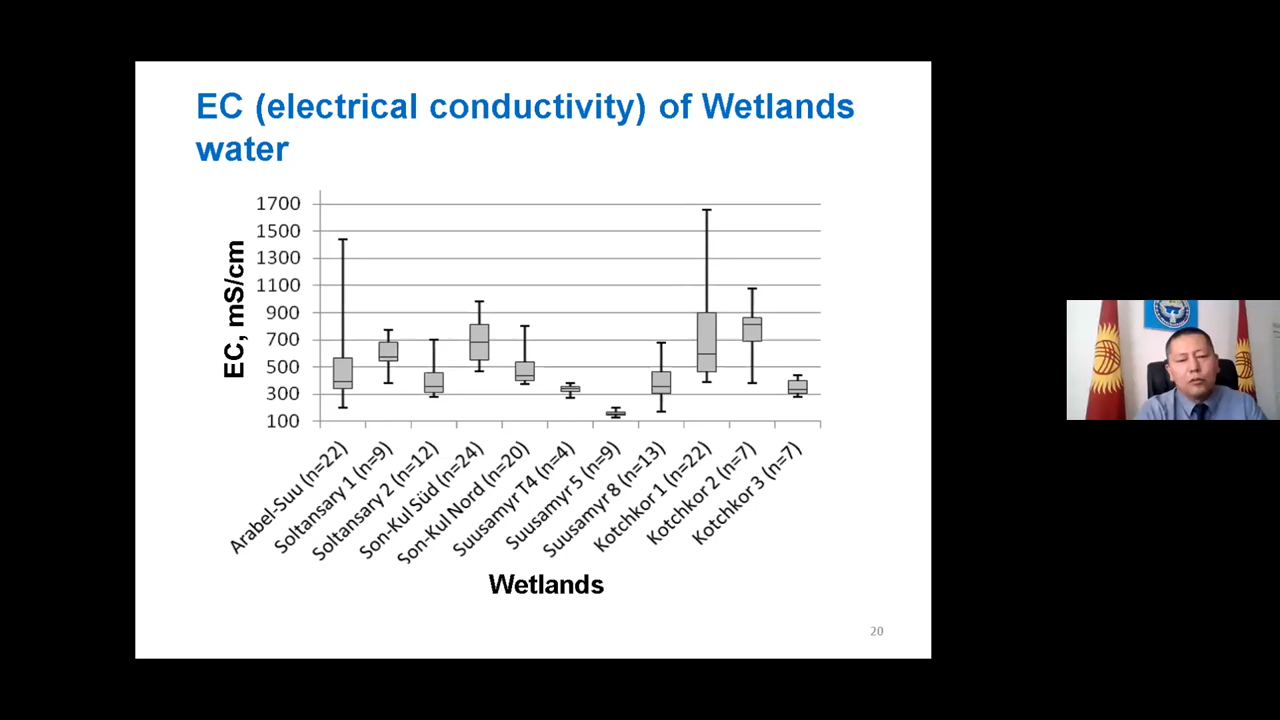 EC (electrical conductivity) of Wetlands
water
1700
1500
1300
1100
900
700
500
300
100
EC, mS/cm
Arabel-Suu (n=22)
Soltansary 1 (n=9)
Soltansary 2 (n=12)
Son-Kul Süd (n=24)
Son-Kul Nord (n=20)
Suusamyr T4 (n=4)
Suusamyr 5 (n=9)
Suusamyr 8 (n=13)
Kotchkor 1 (n=22)
Kotchkor 2 (n=7)
Kotchkor 3 (n=7)
Wetlands
20